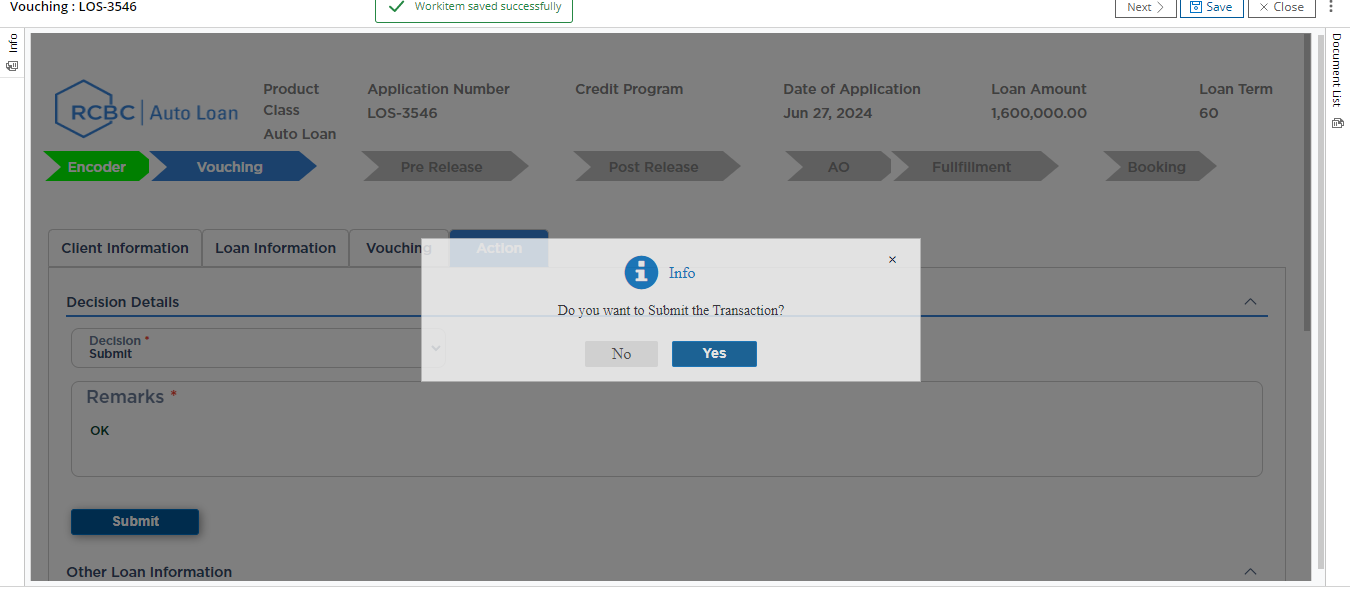 Vouching : LOS-3546
Workitem saved successfully
Next
Save
Close
Info
Document List
RCBC Auto Loan
Product Class
Auto Loan
Application Number
LOS-3546
Credit Program
Date of Application
Jun 27, 2024
Loan Amount
1,600,000.00
Loan Term
60
Encoder
Vouching
Pre Release
Post Release
AO
Fullfillment
Booking
Client Information
Loan Information
Vouching
Action
Info
Do you want to Submit the Transaction?
No
Yes
Decision Details
Decision *
Submit
Remarks *
OK
Submit
Other Loan Information